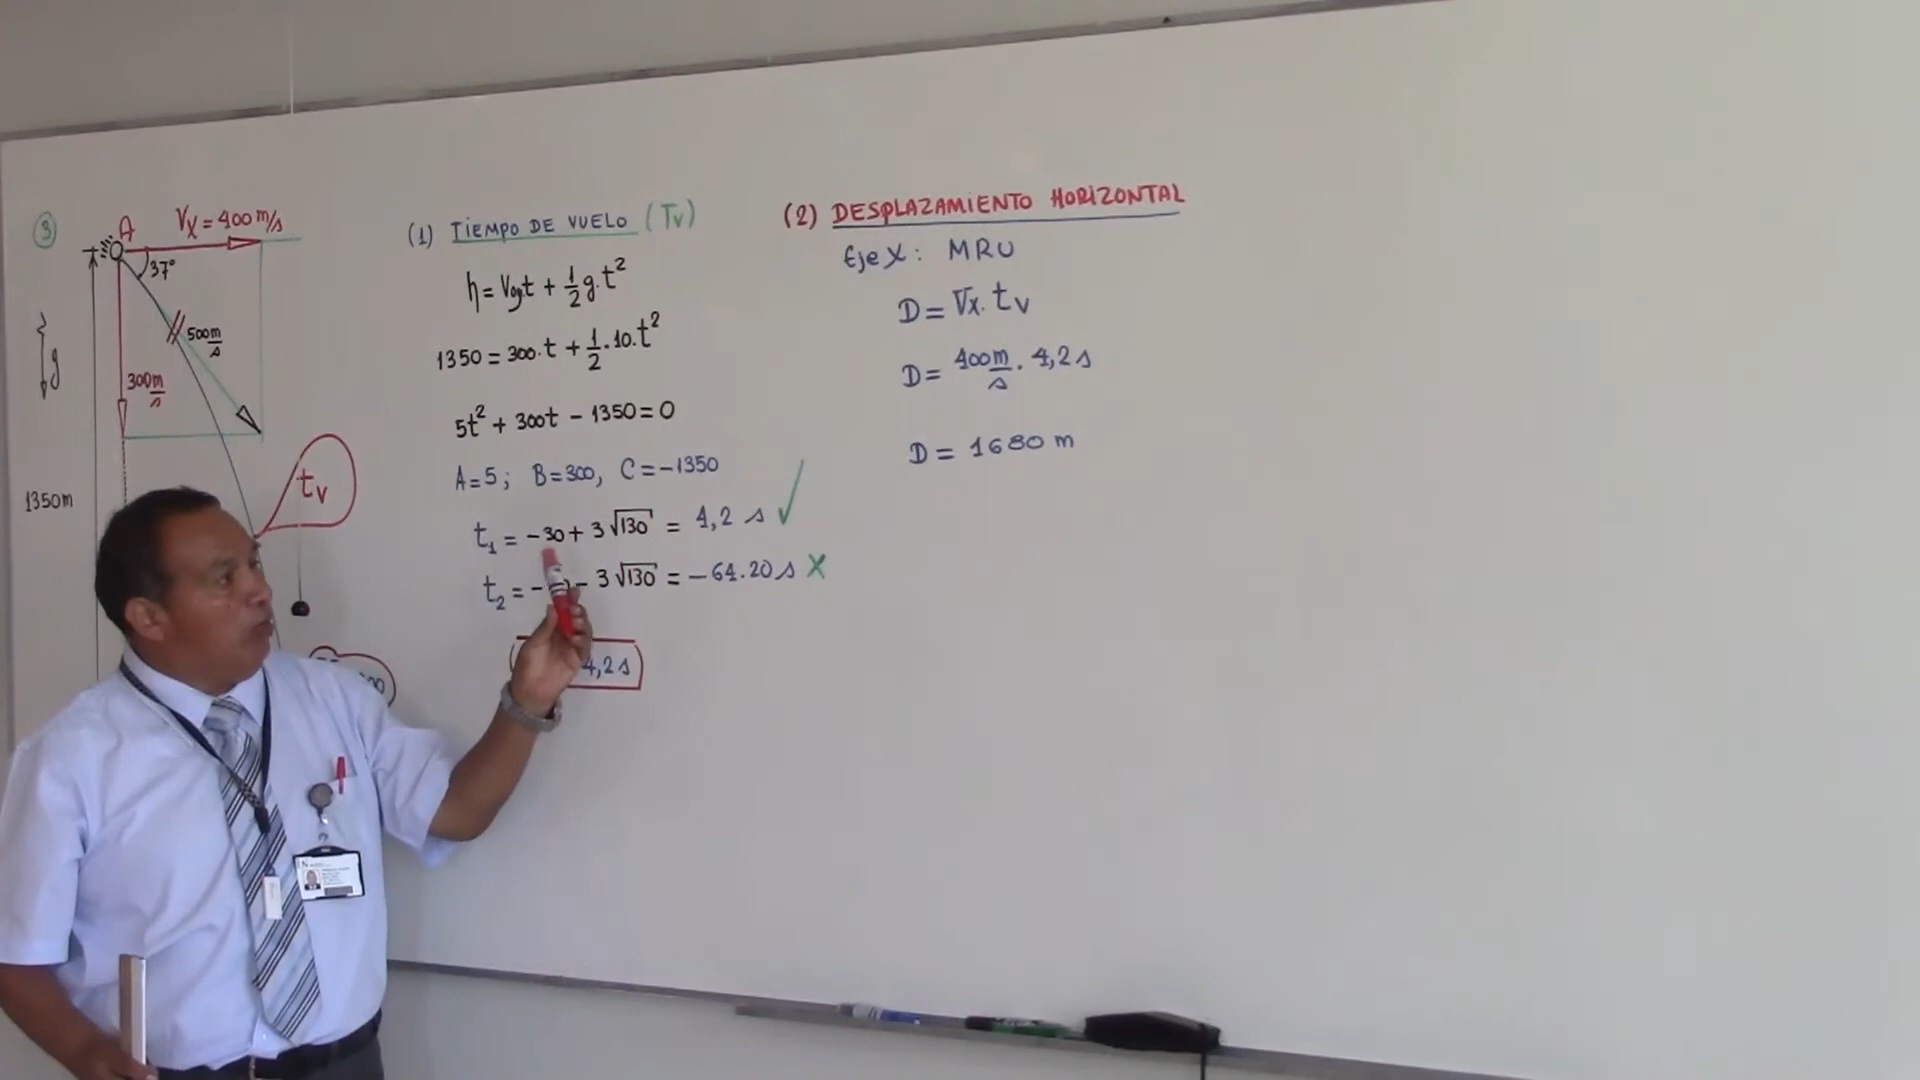 3
A
Vx = 400 m/s
37°
500 m/s
g
300 m/s
1350m
tv
(1) TIEMPO DE VUELO (Tv)
h = Voy.t + 1/2 g.t²
1350 = 300.t + 1/2 . 10.t²
5t² + 300t - 1350 = 0
A=5; B=300, C=-1350
t₁ = -30 + 3√130 = 4,2 s ✓
t₂ = - - 3√130 = -64.20 s X
4,2 s
(2) DESPLAZAMIENTO HORIZONTAL
Eje X: MRU
D = Vx. tv
D = 400 m/s . 4,2 s
D = 1680 m